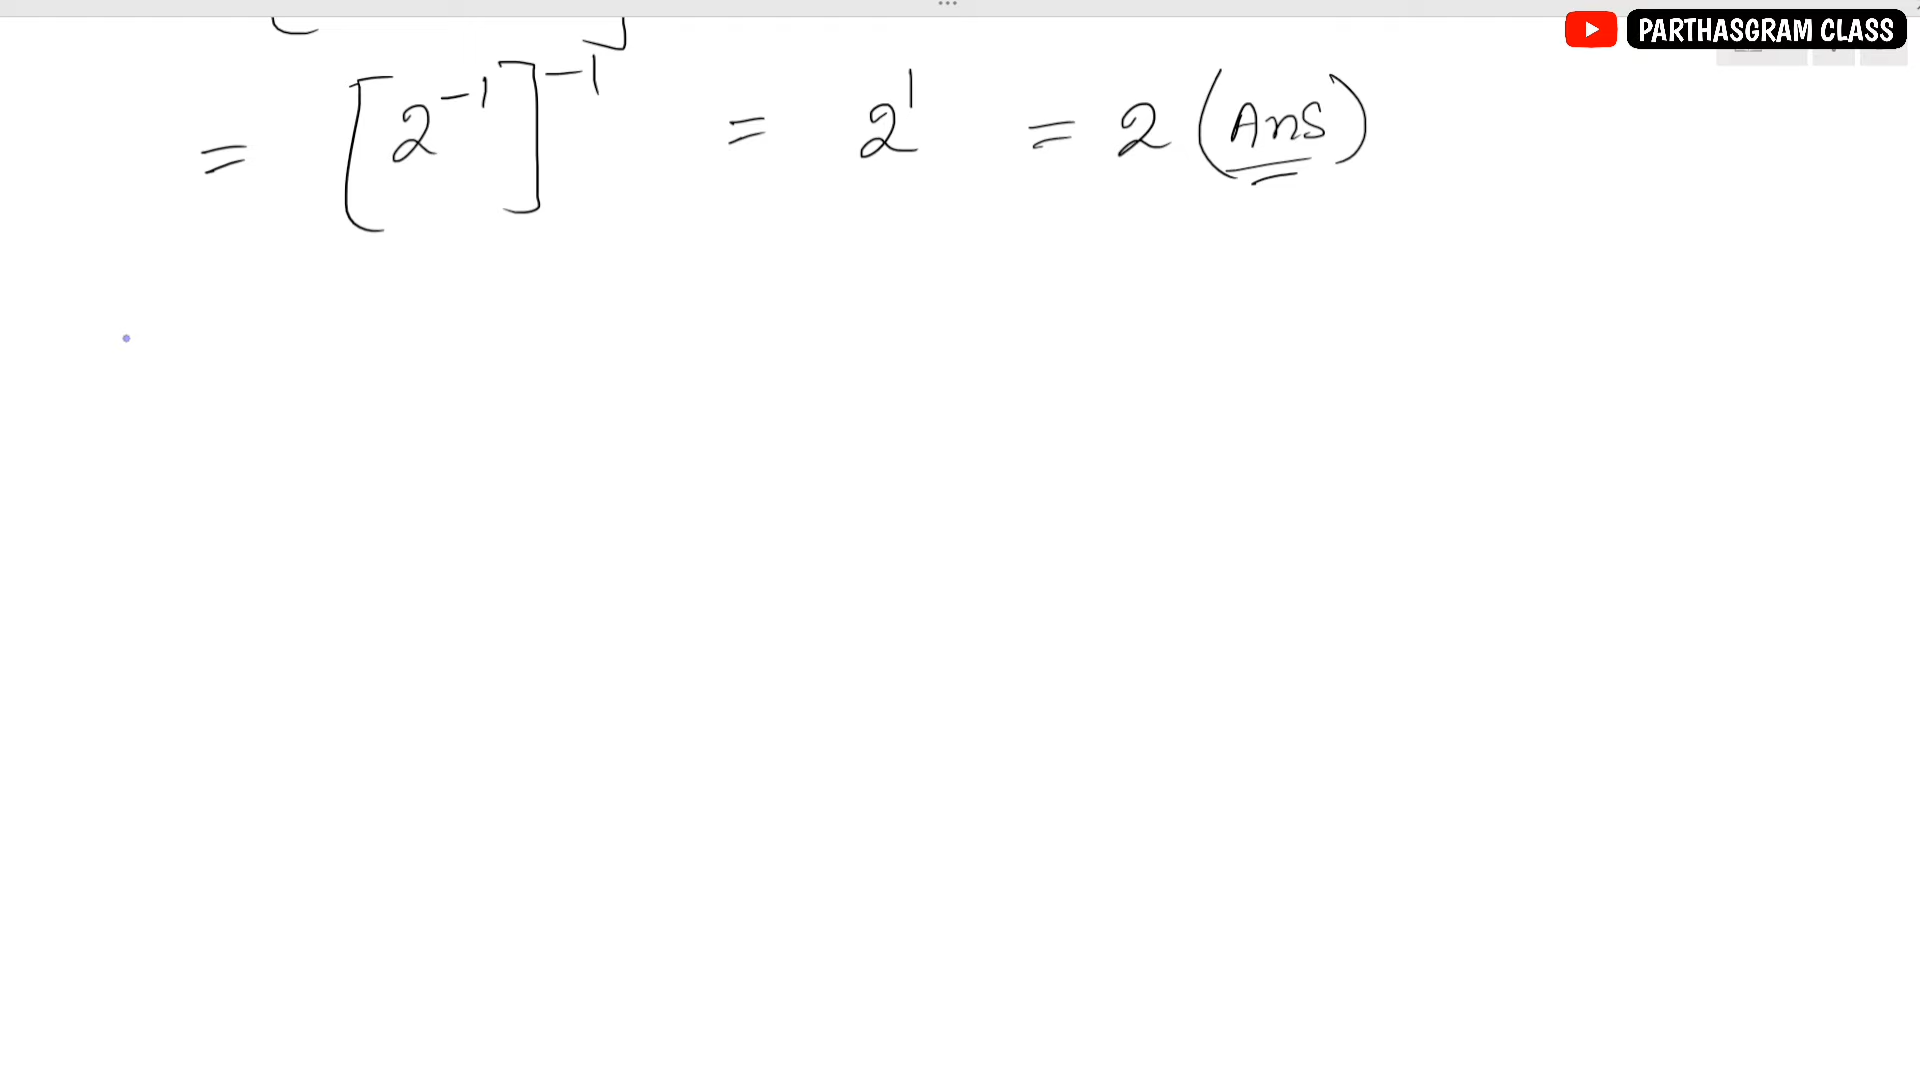 PARTHASGRAM CLASS
= [2⁻¹]⁻¹ = 2¹ = 2 (Ans)